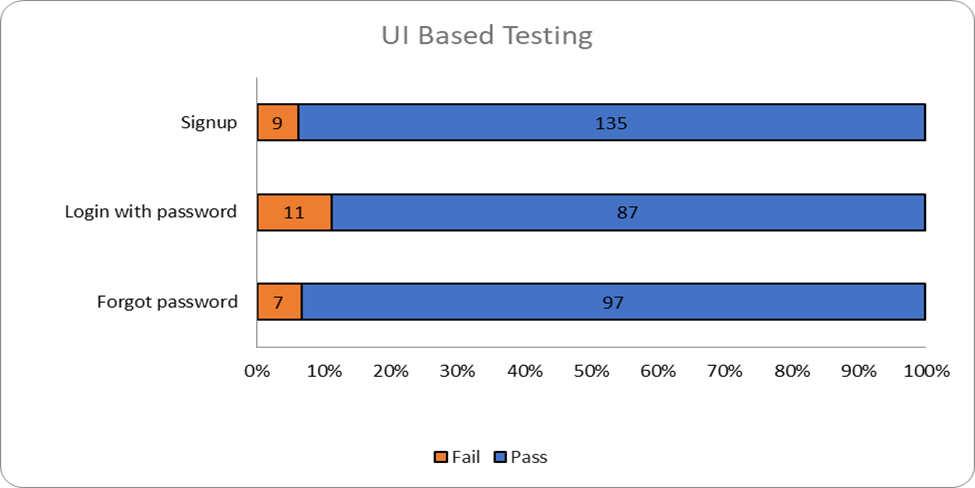 UI Based Testing
Signup
9 135
Login with password
11 87
Forgot password
7 97
0% 10% 20% 30% 40% 50% 60% 70% 80% 90% 100%
Fail Pass